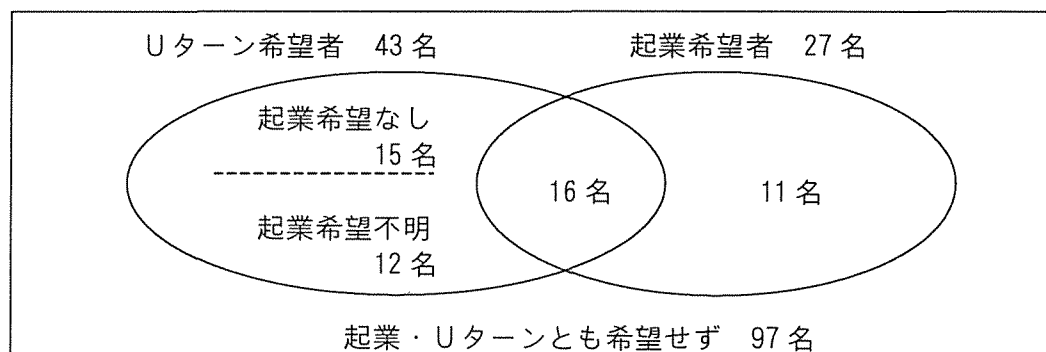 Uターン希望者　43名
起業希望者　27名
起業希望なし
15名
起業希望不明
12名
16名
11名
起業・Uターンとも希望せず　97名